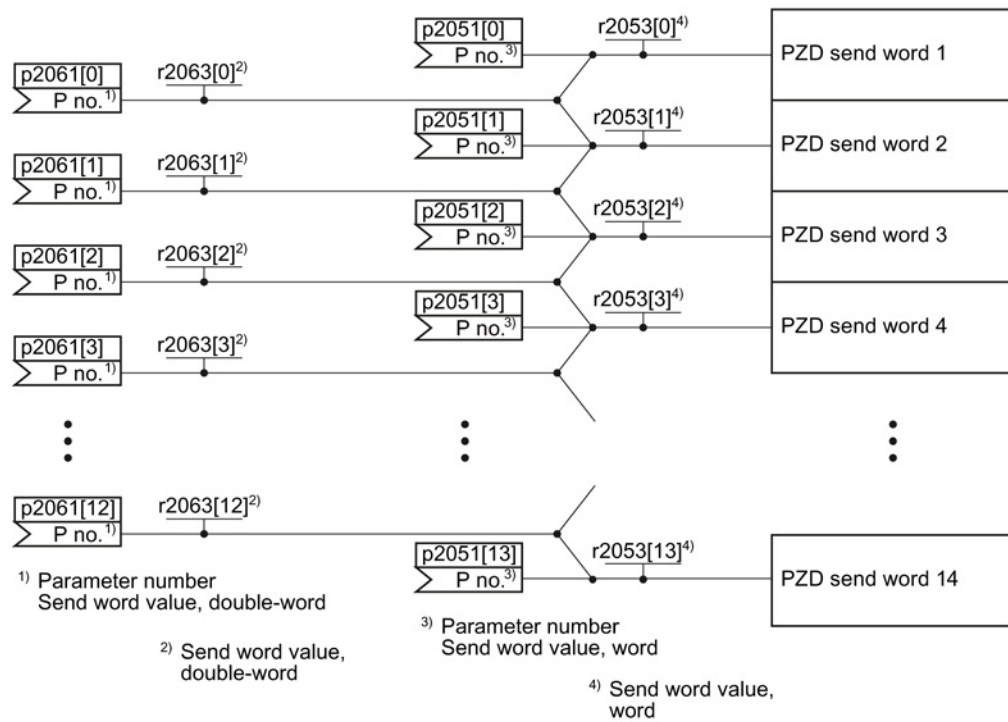 p2051[0]
r2053[0]4)
P no.3)
PZD send word 1
p2061[0]
r2063[0]2)
P no.1)
p2051[1]
r2053[1]4)
P no.3)
PZD send word 2
p2061[1]
r2063[1]2)
P no.1)
p2051[2]
r2053[2]4)
P no.3)
PZD send word 3
p2061[2]
r2063[2]2)
P no.1)
p2051[3]
r2053[3]4)
P no.3)
PZD send word 4
p2061[3]
r2063[3]2)
P no.1)
p2061[12]
r2063[12]2)
P no.1)
p2051[13]
r2053[13]4)
P no.3)
PZD send word 14
1) Parameter number
Send word value, double-word
2) Send word value,
double-word
3) Parameter number
Send word value, word
4) Send word value,
word